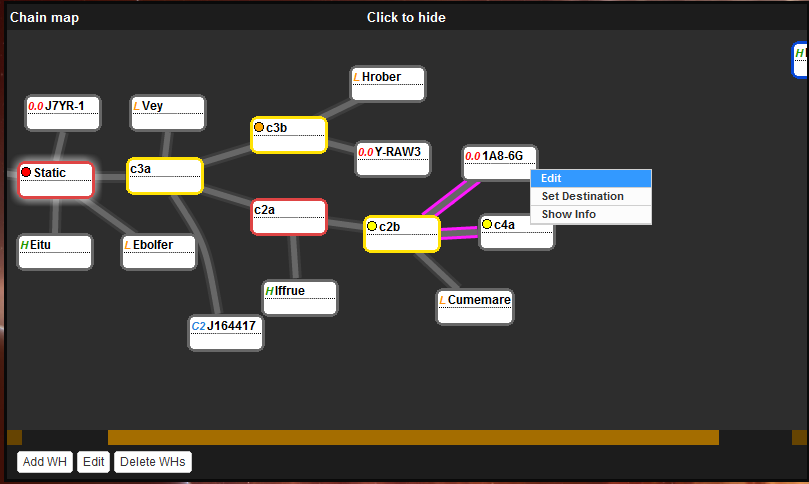 Chain map
Click to hide
H
L Hrober
0.0 J7YR-1
L Vey
c3b
0.0 Y-RAW3
0.0 1A8-6G
Static
c3a
Edit
Set Destination
Show Info
c2a
c2b
c4a
H Eitu
L Ebolfer
H Iffrue
L Cumemare
C2 J164417
Add WH
Edit
Delete WHs